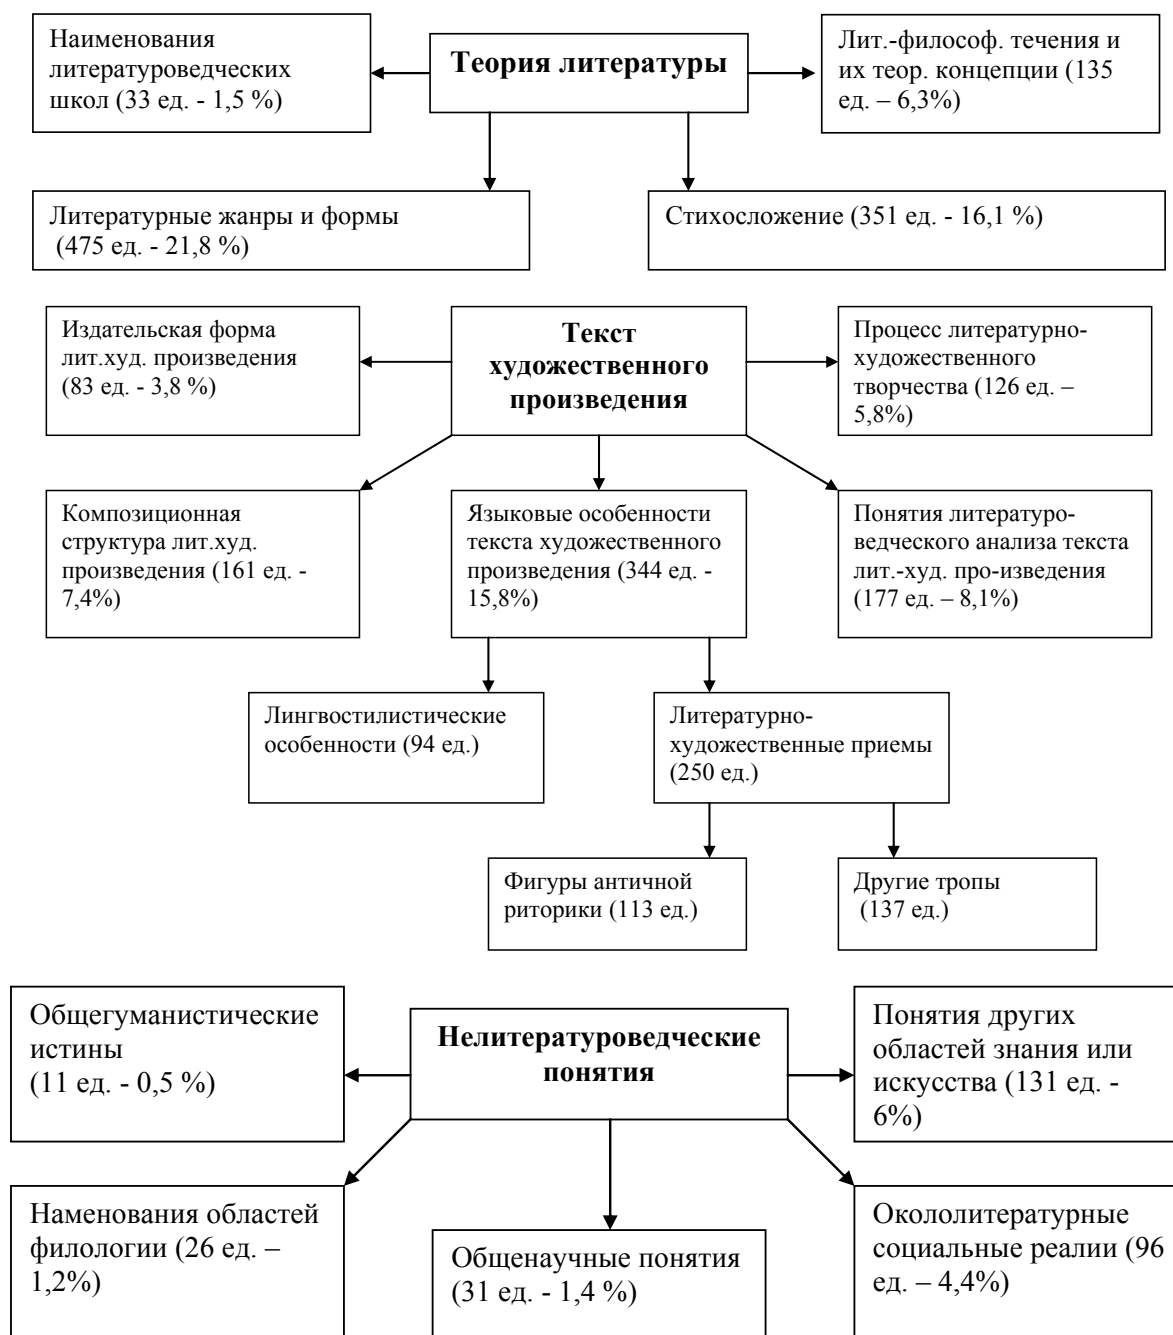 Наименования
литературоведческих
школ (33 ед. - 1,5 %)
Теория литературы
Лит.-философ. течения и
их теор. концепции (135
ед. – 6,3%)
Литературные жанры и формы
(475 ед. - 21,8 %)
Стихосложение (351 ед. - 16,1 %)
Издательская форма
лит.худ. произведения
(83 ед. - 3,8 %)
Текст
художественного
произведения
Процесс литературно-
художественного
творчества (126 ед. –
5,8%)
Композиционная
структура лит.худ.
произведения (161 ед. -
7,4%)
Языковые особенности
текста художественного
произведения (344 ед. -
15,8%)
Понятия литературо-
ведческого анализа текста
лит.-худ. про-изведения
(177 ед. – 8,1%)
Лингвостилистические
особенности (94 ед.)
Литературно-
художественные приемы
(250 ед.)
Фигуры античной
риторики (113 ед.)
Другие тропы
(137 ед.)
Общегуманистические
истины
(11 ед. - 0,5 %)
Нелитературоведческие
понятия
Понятия других
областей знания или
искусства (131 ед. -
6%)
Наменования областей
филологии (26 ед. –
1,2%)
Общенаучные понятия
(31 ед. - 1,4 %)
Окололитературные
социальные реалии (96
ед. – 4,4%)